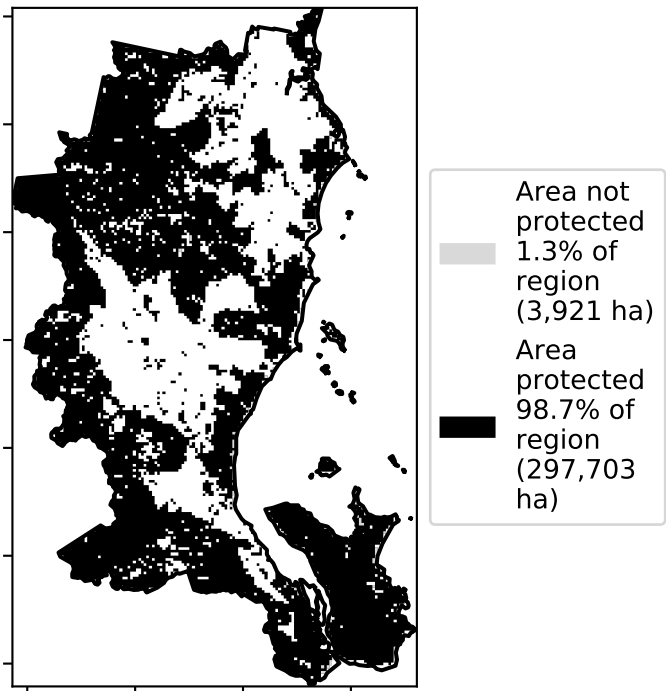 Area not
protected
1.3% of
region
(3,921 ha)
Area
protected
98.7% of
region
(297,703
ha)